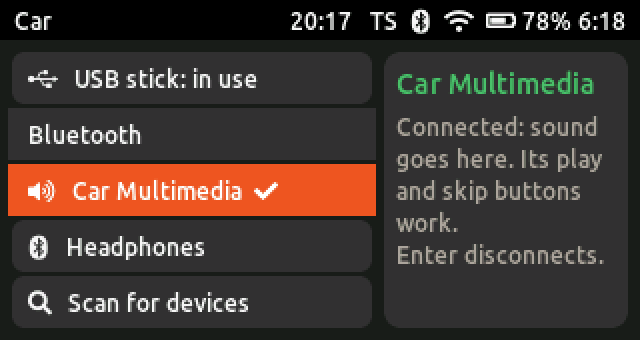 Car 20:17 TS 78% 6:18
USB stick: in use
Bluetooth
Car Multimedia
Headphones
Scan for devices
Car Multimedia
Connected: sound
goes here. Its play
and skip buttons
work.
Enter disconnects.